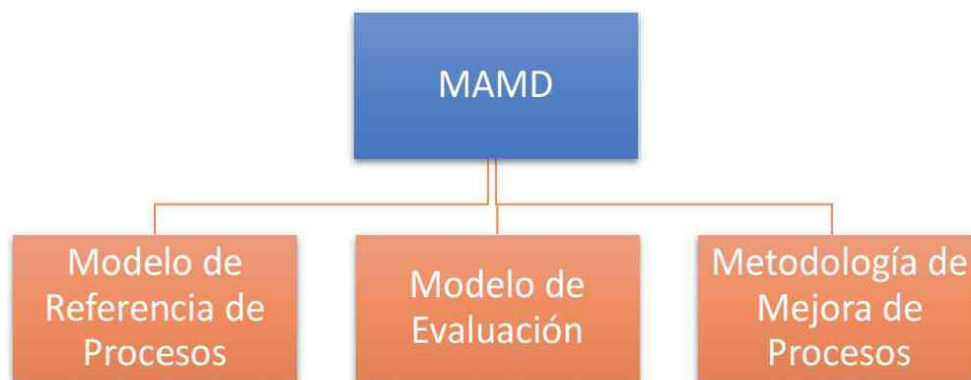 MAMD
Modelo de
Referencia de
Procesos
Modelo de
Evaluación
Metodología de
Mejora de
Procesos